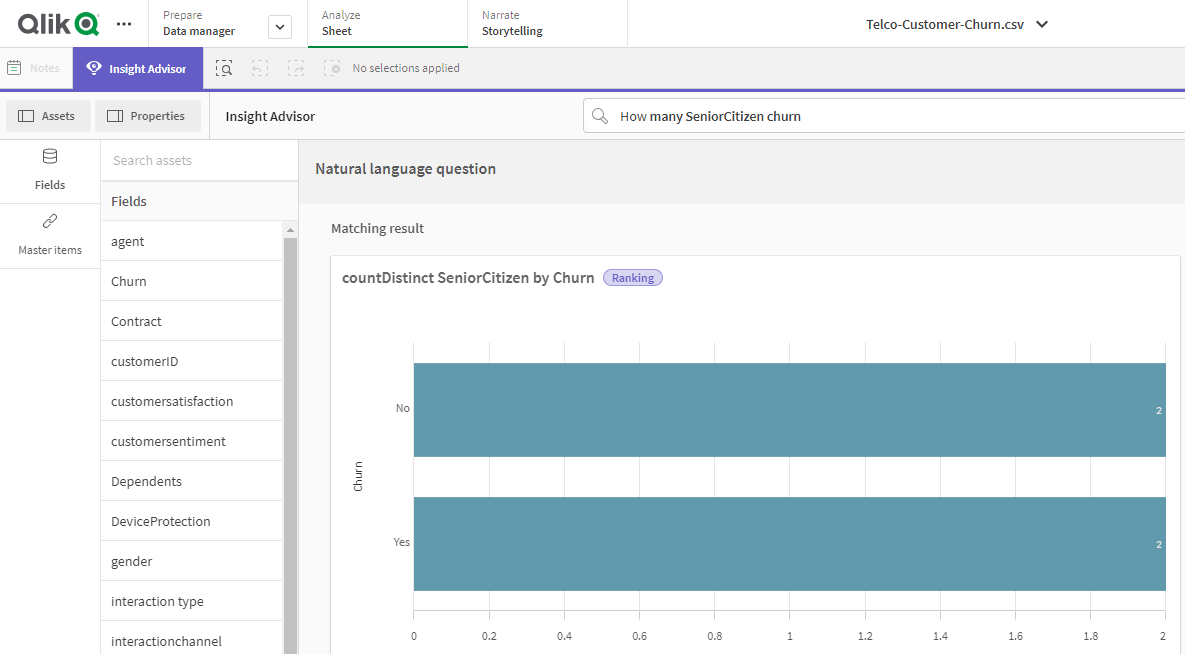 Qlik
Prepare
Data manager
Analyze
Sheet
Narrate
Storytelling
Telco-Customer-Churn.csv
Notes
Insight Advisor
No selections applied
Assets
Properties
Insight Advisor
How many SeniorCitizen churn
Fields
Master items
Search assets
Fields
agent
Churn
Contract
customerID
customersatisfaction
customersentiment
Dependents
DeviceProtection
gender
interaction type
interactionchannel
Natural language question
Matching result
countDistinct SeniorCitizen by Churn Ranking
Churn
No 2
Yes 2
0 0.2 0.4 0.6 0.8 1 1.2 1.4 1.6 1.8 2